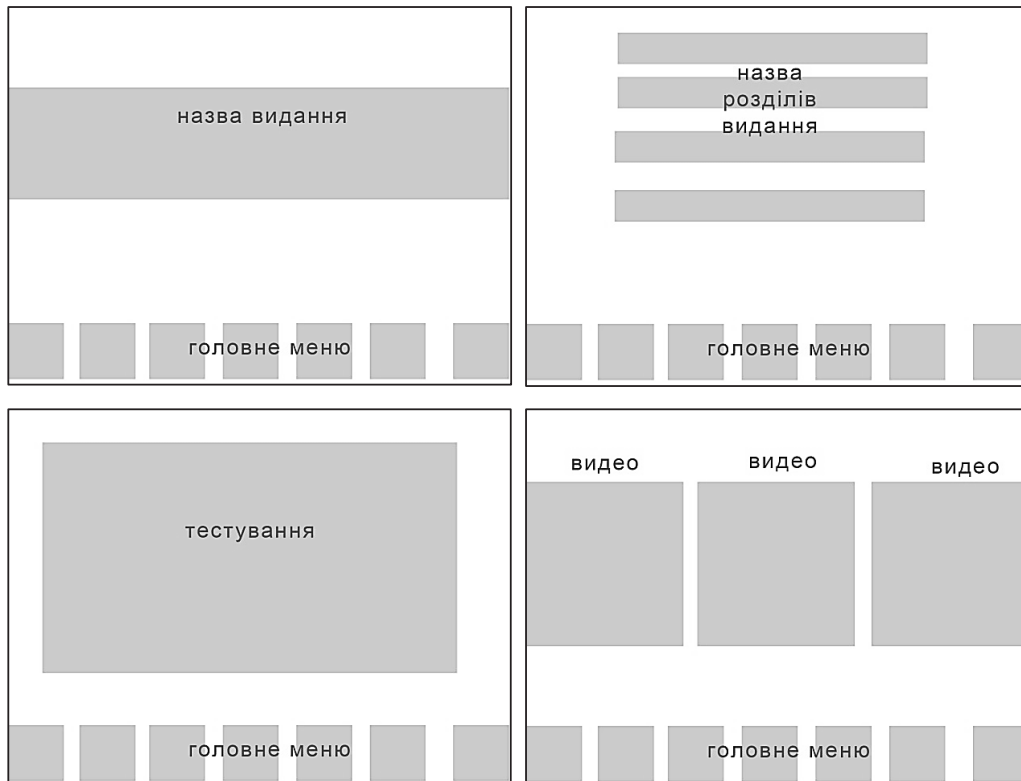 назва видання
головне меню
назва
розділів
видання
головне меню
тестування
головне меню
видео
видео
видео
головне меню